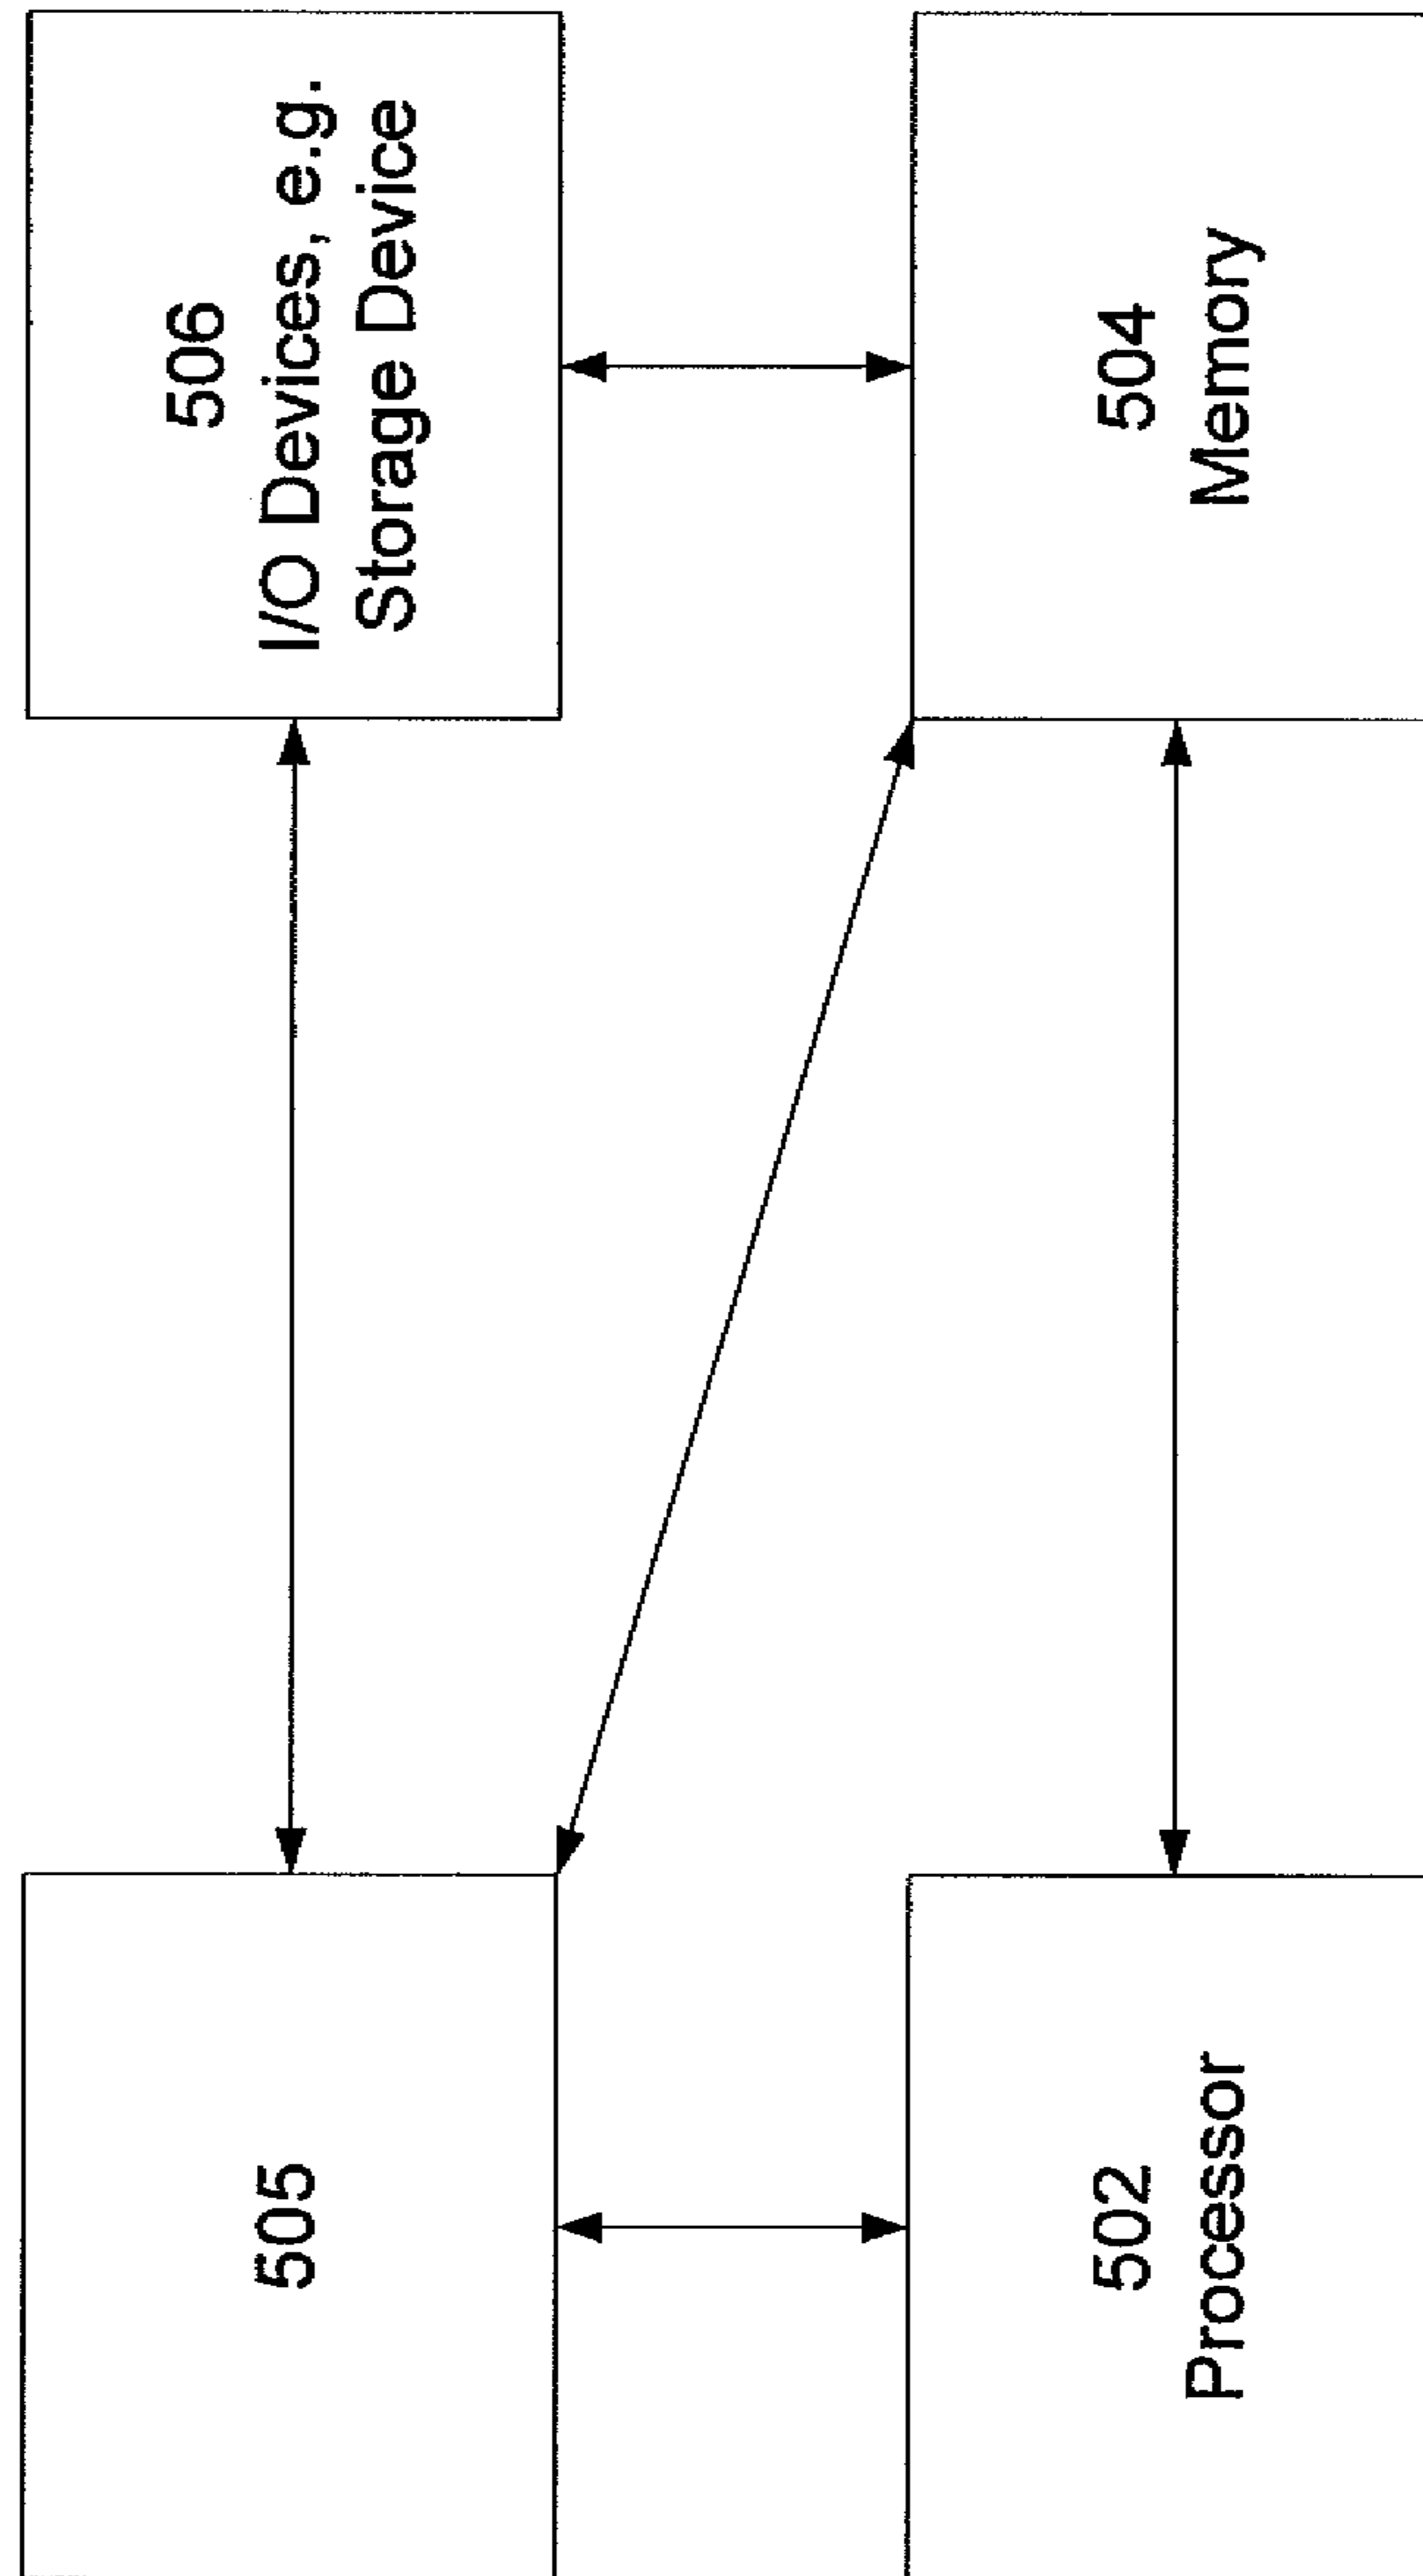 505
506
I/O Devices, e.g.
Storage Device
502
Processor
504
Memory